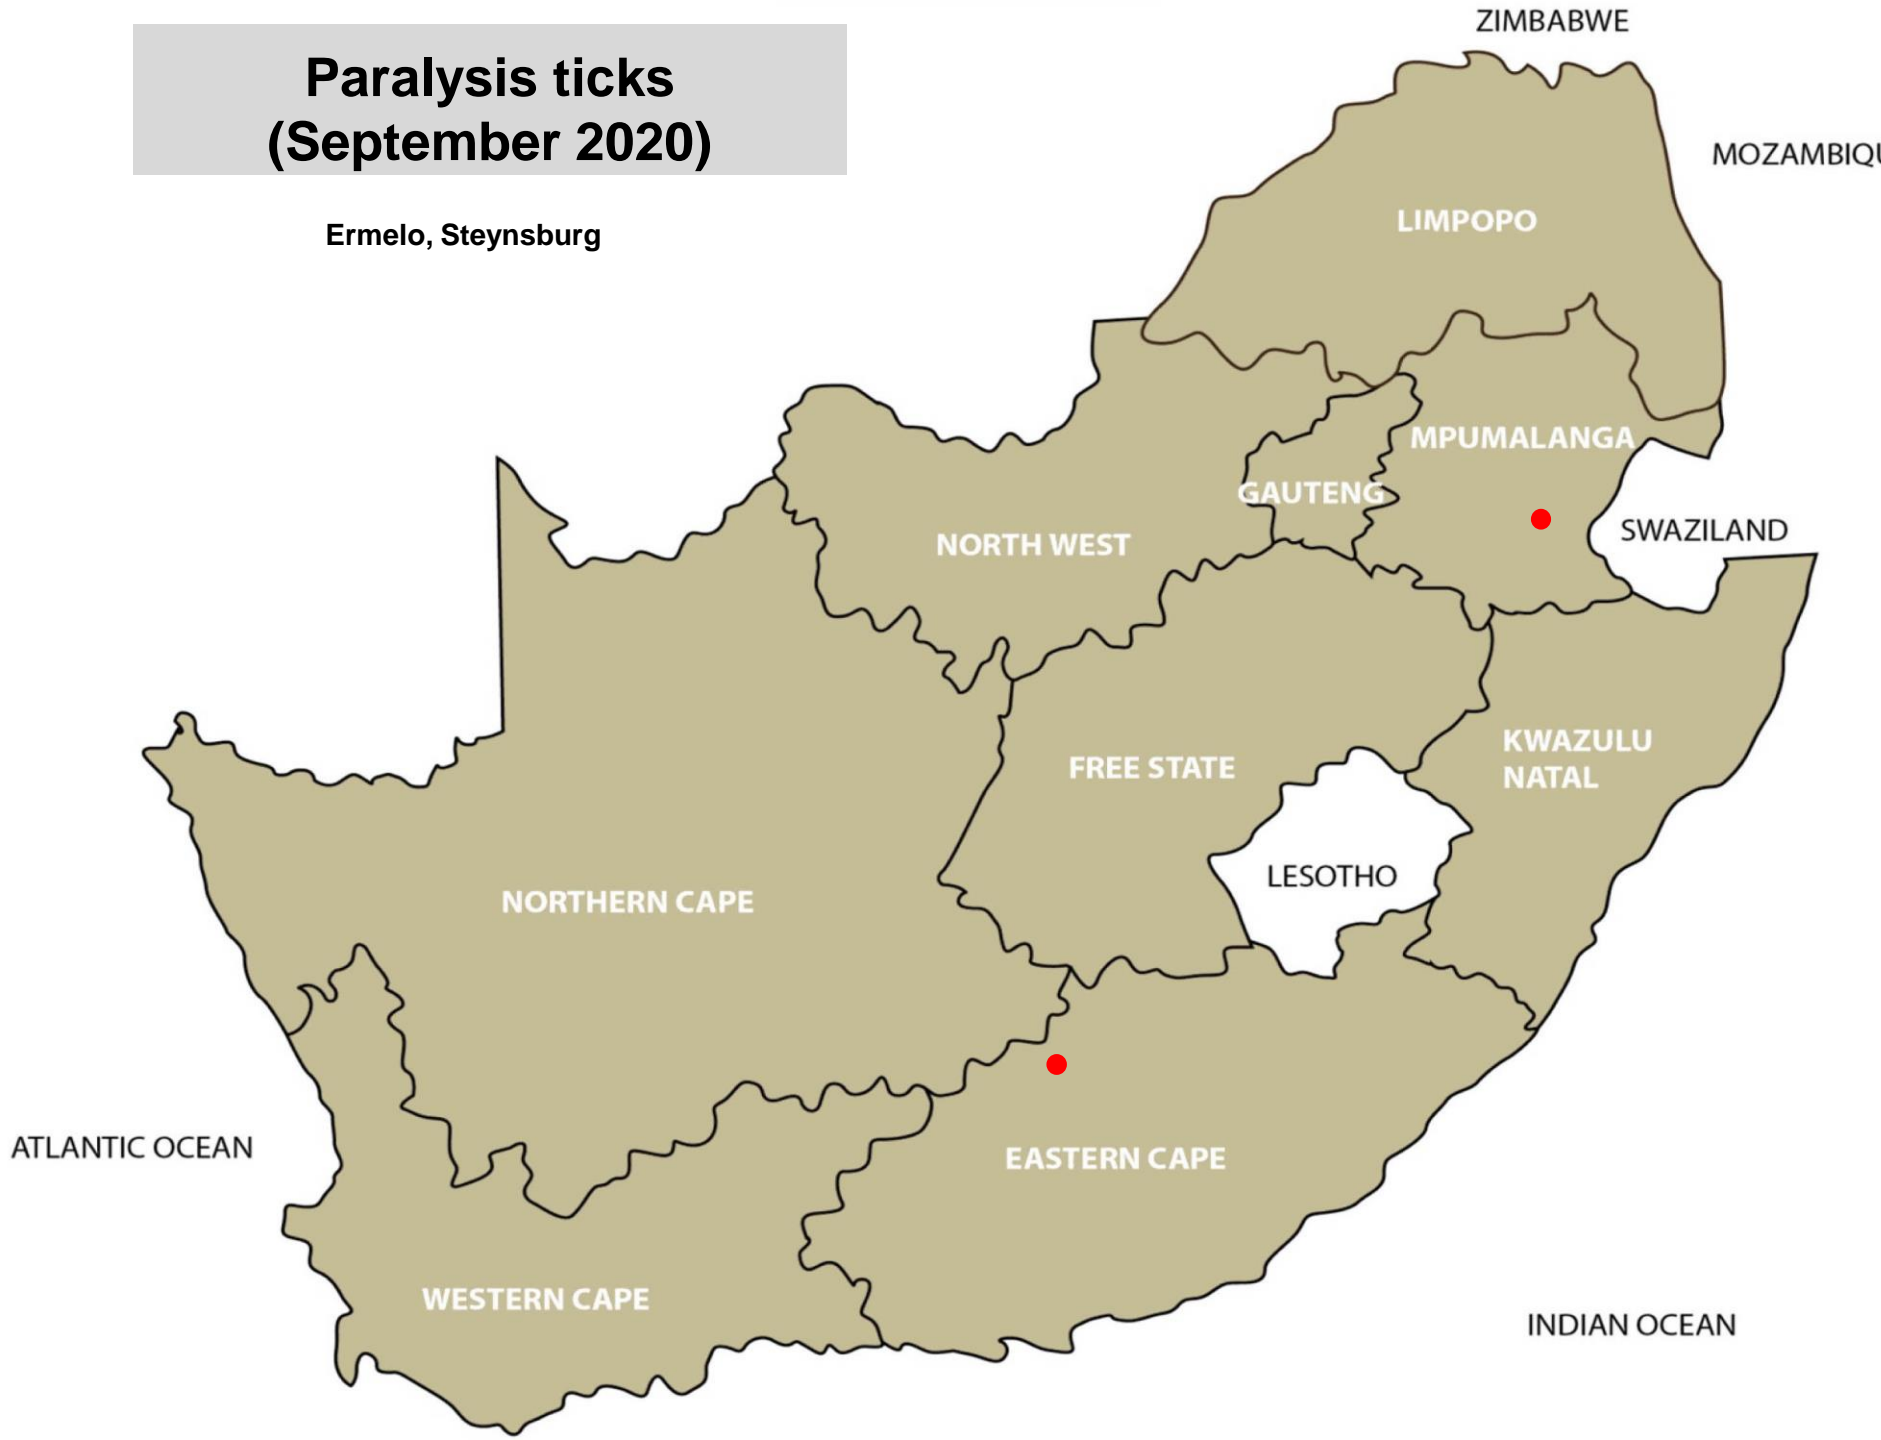 Paralysis ticks
(September 2020)
Ermelo, Steynsburg
ZIMBABWE
MOZAMBIQU
LIMPOPO
MPUMALANGA
GAUTENG
SWAZILAND
NORTH WEST
KWAZULU
NATAL
FREE STATE
LESOTHO
NORTHERN CAPE
ATLANTIC OCEAN
EASTERN CAPE
WESTERN CAPE
INDIAN OCEAN